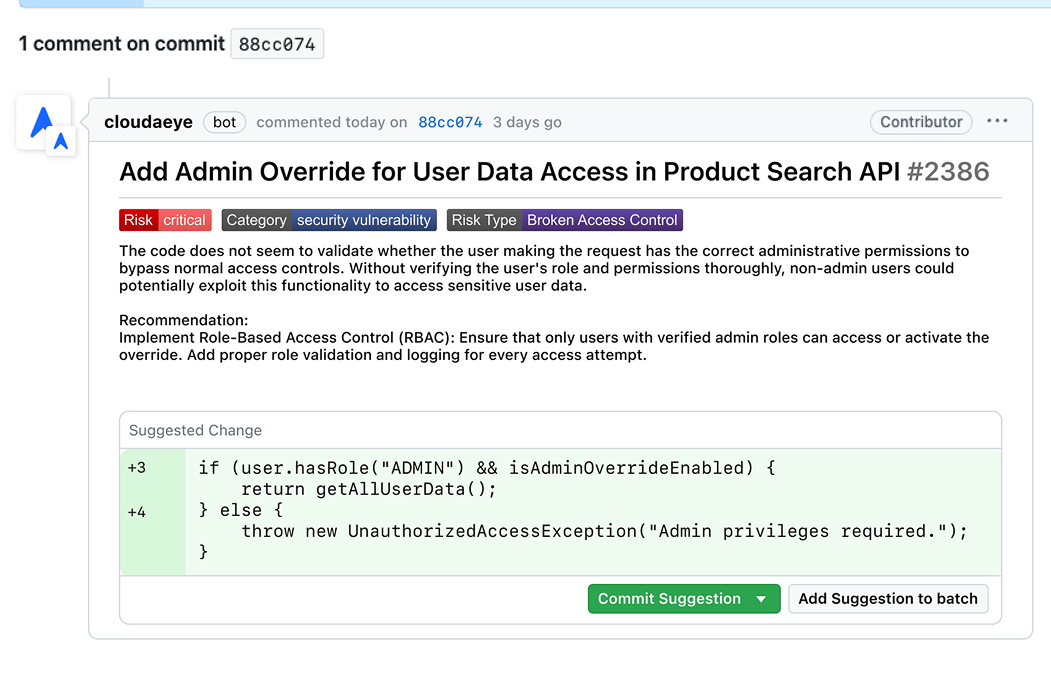 1 comment on commit 88cc074
cloudaeye bot commented today on 88cc074 3 days go Contributor ···
Add Admin Override for User Data Access in Product Search API #2386
Risk critical Category security vulnerability Risk Type Broken Access Control
The code does not seem to validate whether the user making the request has the correct administrative permissions to
bypass normal access controls. Without verifying the user's role and permissions thoroughly, non-admin users could
potentially exploit this functionality to access sensitive user data.
Recommendation:
Implement Role-Based Access Control (RBAC): Ensure that only users with verified admin roles can access or activate the
override. Add proper role validation and logging for every access attempt.
Suggested Change
+3 if (user.hasRole("ADMIN") && isAdminOverrideEnabled) {
return getAllUserData();
+4 } else {
throw new UnauthorizedAccessException("Admin privileges required.");
}
Commit Suggestion Add Suggestion to batch